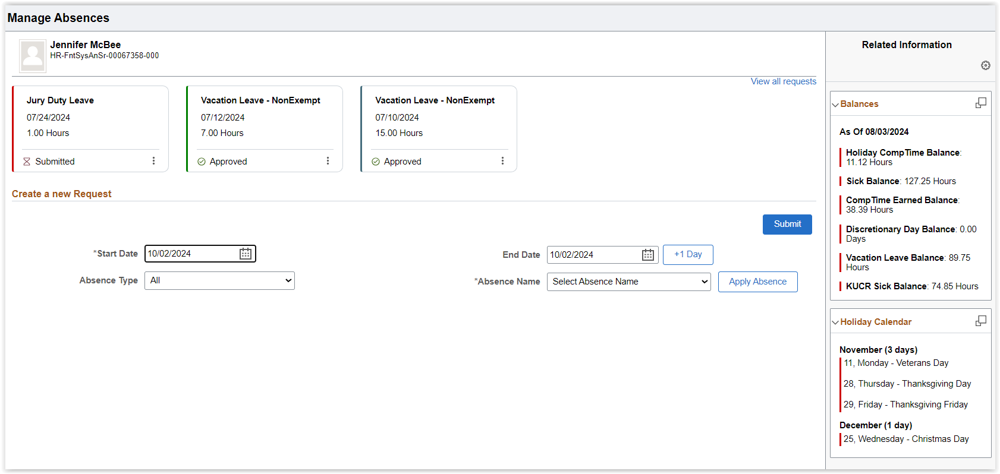 Manage Absences
Jennifer McBee
HR-FntSysAnSr-00067358-000
View all requests
Jury Duty Leave
07/24/2024
1.00 Hours
Submitted
Vacation Leave - NonExempt
07/12/2024
7.00 Hours
Approved
Vacation Leave - NonExempt
07/10/2024
15.00 Hours
Approved
Create a new Request
Submit
*Start Date 10/02/2024
End Date 10/02/2024 +1 Day
Absence Type All
*Absence Name Select Absence Name Apply Absence
Related Information
Balances
As Of 08/03/2024
Holiday CompTime Balance:
11.12 Hours
Sick Balance: 127.25 Hours
CompTime Earned Balance:
38.39 Hours
Discretionary Day Balance: 0.00
Days
Vacation Leave Balance: 89.75
Hours
KUCR Sick Balance: 74.85 Hours
Holiday Calendar
November (3 days)
11, Monday - Veterans Day
28, Thursday - Thanksgiving Day
29, Friday - Thanksgiving Friday
December (1 day)
25, Wednesday - Christmas Day